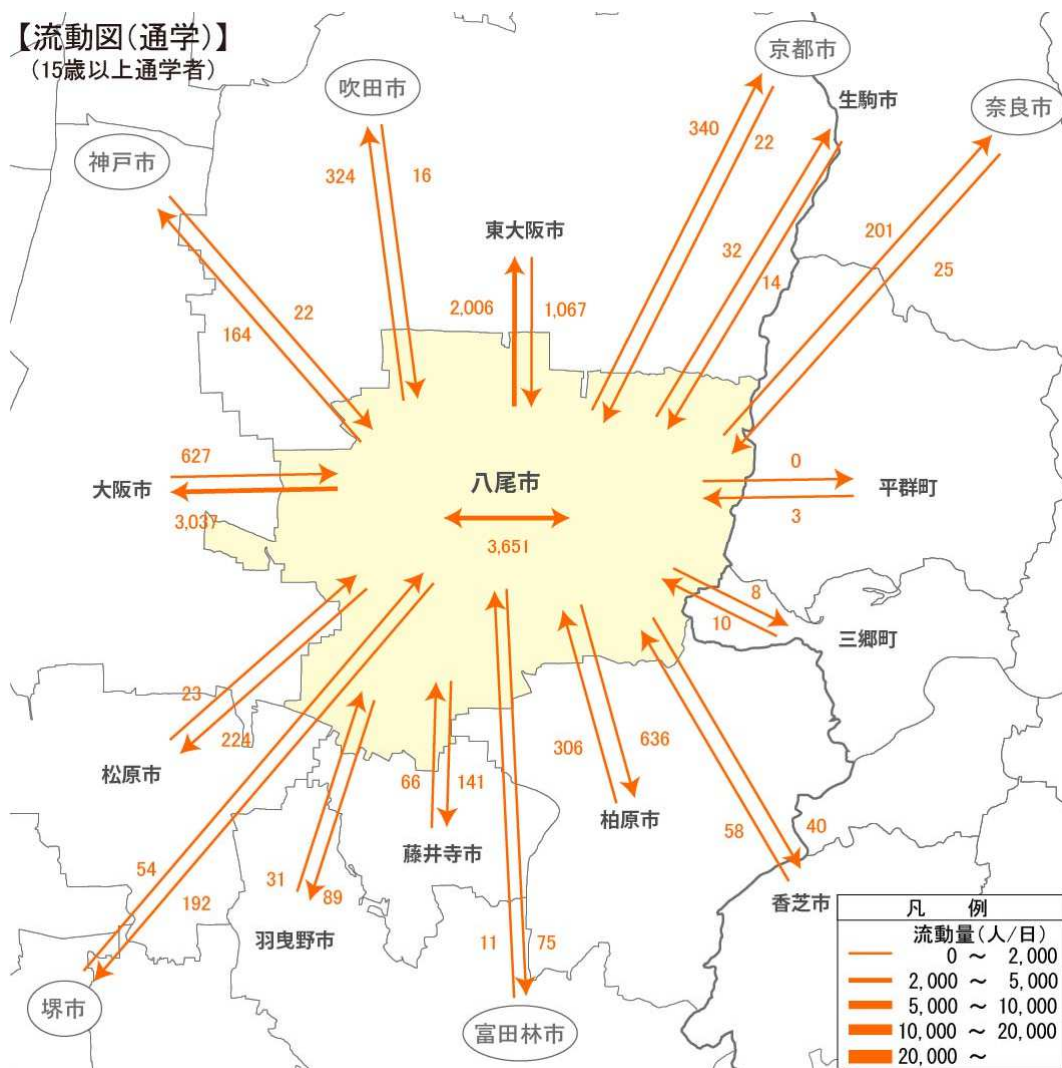 【流動図(通学)】
(15歳以上通学者)
京都市
吹田市
生駒市
奈良市
神戸市
340
22
324
16
東大阪市
201
32
25
14
22
2,006
1,067
164
627
0
大阪市
八尾市
平群町
3,037
3
3,651
8
10
三郷町
23
224
306
636
松原市
66
141
柏原市
58
40
藤井寺市
54
31
89
香芝市
192
羽曳野市
11
75
堺市
富田林市
凡 例
流動量(人/日)
0 ～ 2,000
2,000 ～ 5,000
5,000 ～ 10,000
10,000 ～ 20,000
20,000 ～